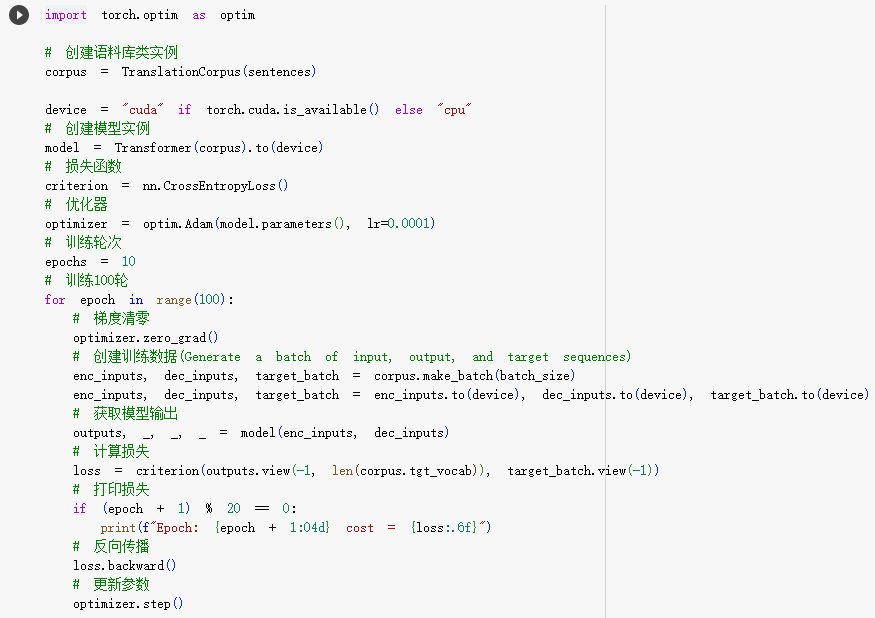 import torch.optim as optim
# 创建语料库类实例
corpus = TranslationCorpus(sentences)
device = "cuda" if torch.cuda.is_available() else "cpu"
# 创建模型实例
model = Transformer(corpus).to(device)
# 损失函数
criterion = nn.CrossEntropyLoss()
# 优化器
optimizer = optim.Adam(model.parameters(), lr=0.0001)
# 训练轮次
epochs = 10
# 训练100轮
for epoch in range(100):
    # 梯度清零
    optimizer.zero_grad()
    # 创建训练数据(Generate a batch of input, output, and target sequences)
    enc_inputs, dec_inputs, target_batch = corpus.make_batch(batch_size)
    enc_inputs, dec_inputs, target_batch = enc_inputs.to(device), dec_inputs.to(device), target_batch.to(device)
    # 获取模型输出
    outputs, _, _, _ = model(enc_inputs, dec_inputs)
    # 计算损失
    loss = criterion(outputs.view(-1, len(corpus.tgt_vocab)), target_batch.view(-1))
    # 打印损失
    if (epoch + 1) % 20 == 0:
        print(f"Epoch: {epoch + 1:04d} cost = {loss:.6f}")
    # 反向传播
    loss.backward()
    # 更新参数
    optimizer.step()